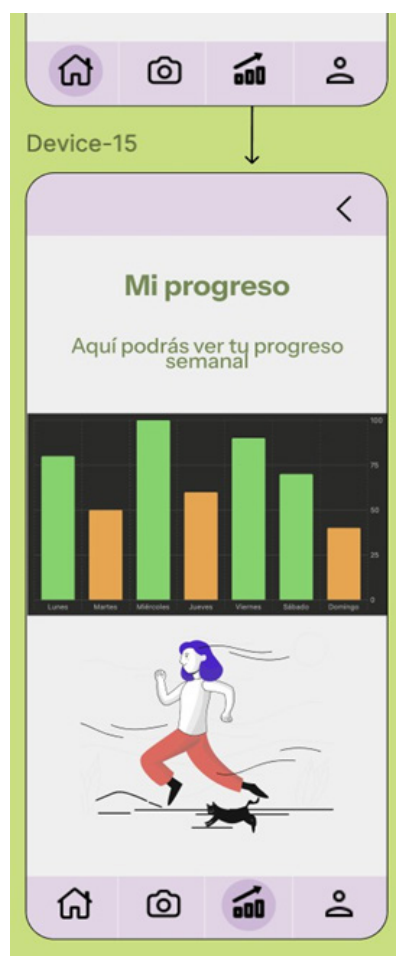 Device-15
Mi progreso
Aquí podrás ver tu progreso
semanal
100
75
50
25
0
Lunes Martes Miércoles Jueves Viernes Sábado Domingo